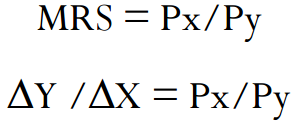 MRS = Px/Py
ΔY /ΔX = Px/Py